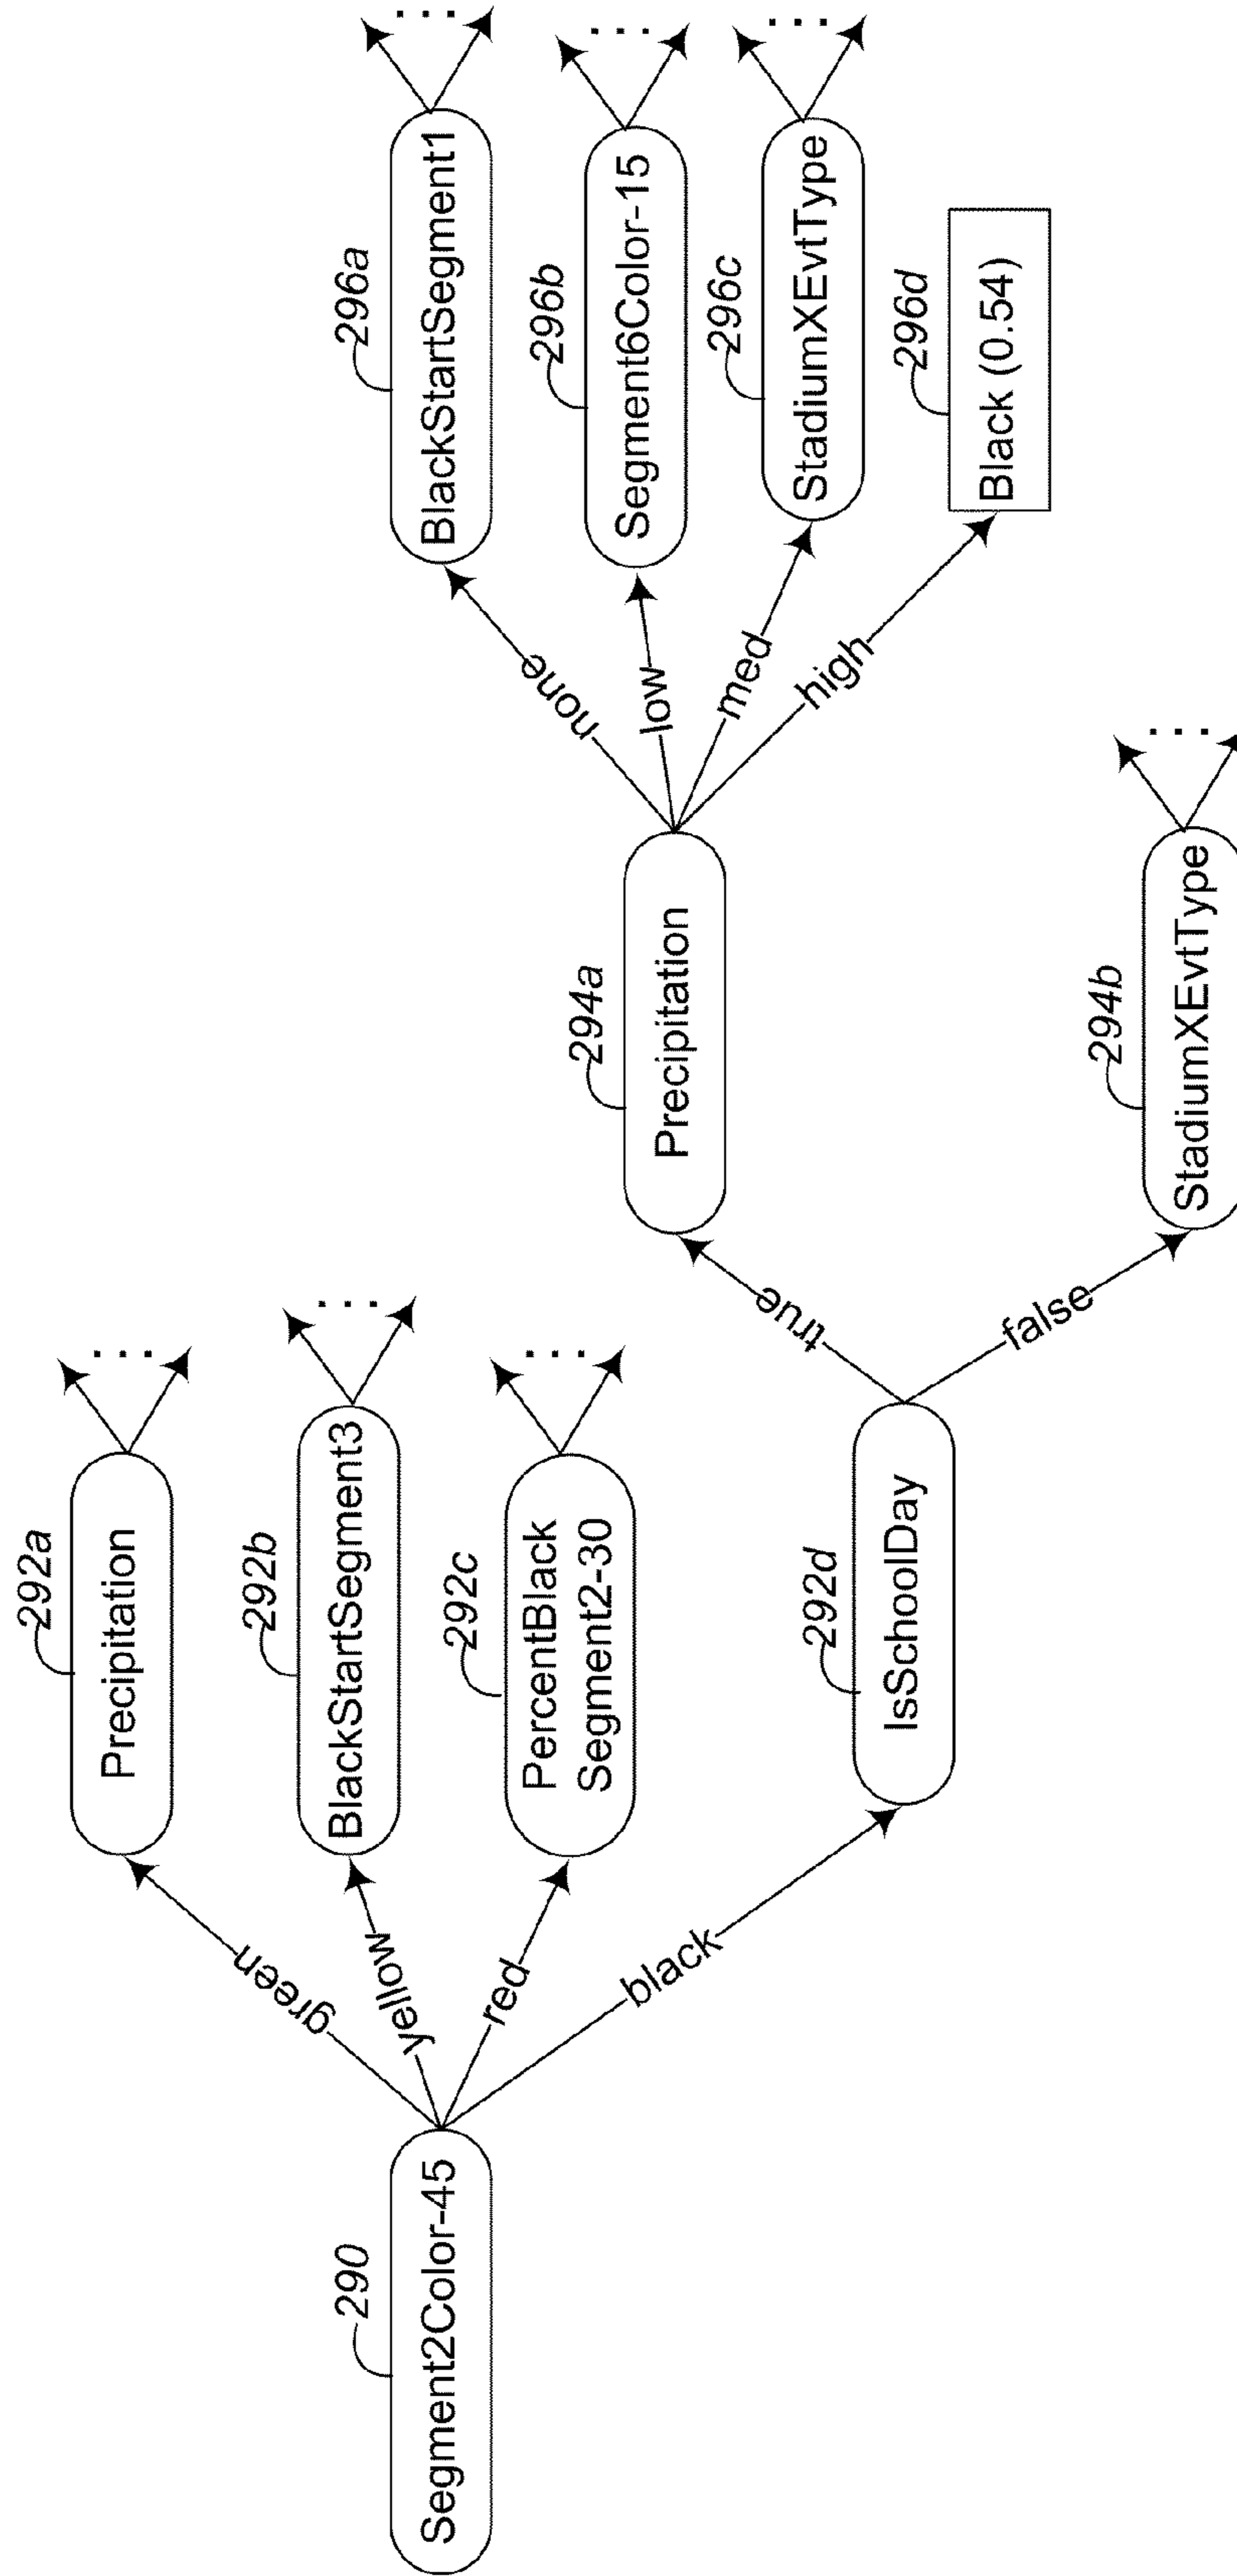 290
Segment2Color-45
green
yellow
red
black
292a
Precipitation
...
292b
BlackStartSegment3
...
292c
PercentBlack
Segment2-30
...
292d
IsSchoolDay
true
false
294a
Precipitation
none
low
med
high
294b
StadiumXEvtType
...
296a
BlackStartSegment1
...
296b
Segment6Color-15
...
296c
StadiumXEvtType
...
296d
Black (0.54)